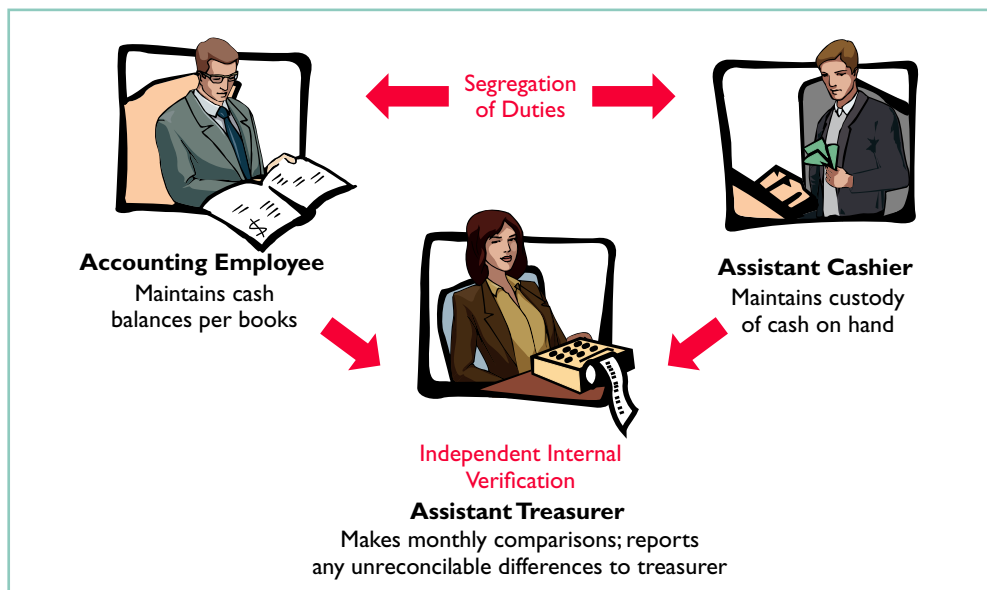 Segregation
of Duties
Accounting Employee
Maintains cash
balances per books
Assistant Cashier
Maintains custody
of cash on hand
Independent Internal
Verification
Assistant Treasurer
Makes monthly comparisons; reports
any unreconcilable differences to treasurer